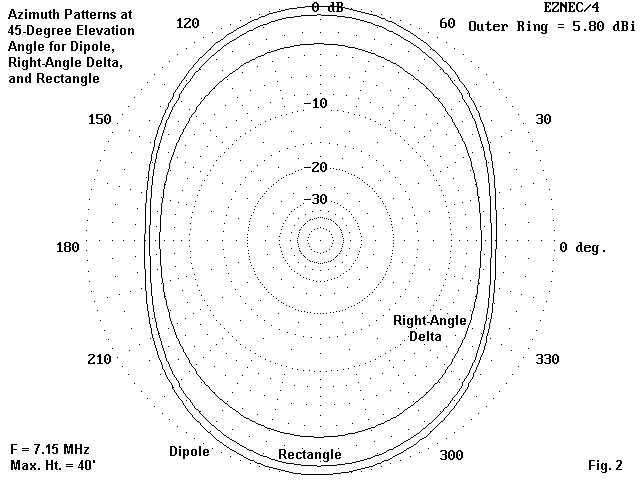 Azimuth Patterns at
45-Degree Elevation
Angle for Dipole,
Right-Angle Delta,
and Rectangle
0 dB
EZNEC/4
Outer Ring = 5.80 dBi
120
60
-10
150
30
-20
-30
180
0 deg.
Right-Angle
Delta
210
330
F = 7.15 MHz
Max. Ht. = 40'
Dipole
Rectangle
300
Fig. 2